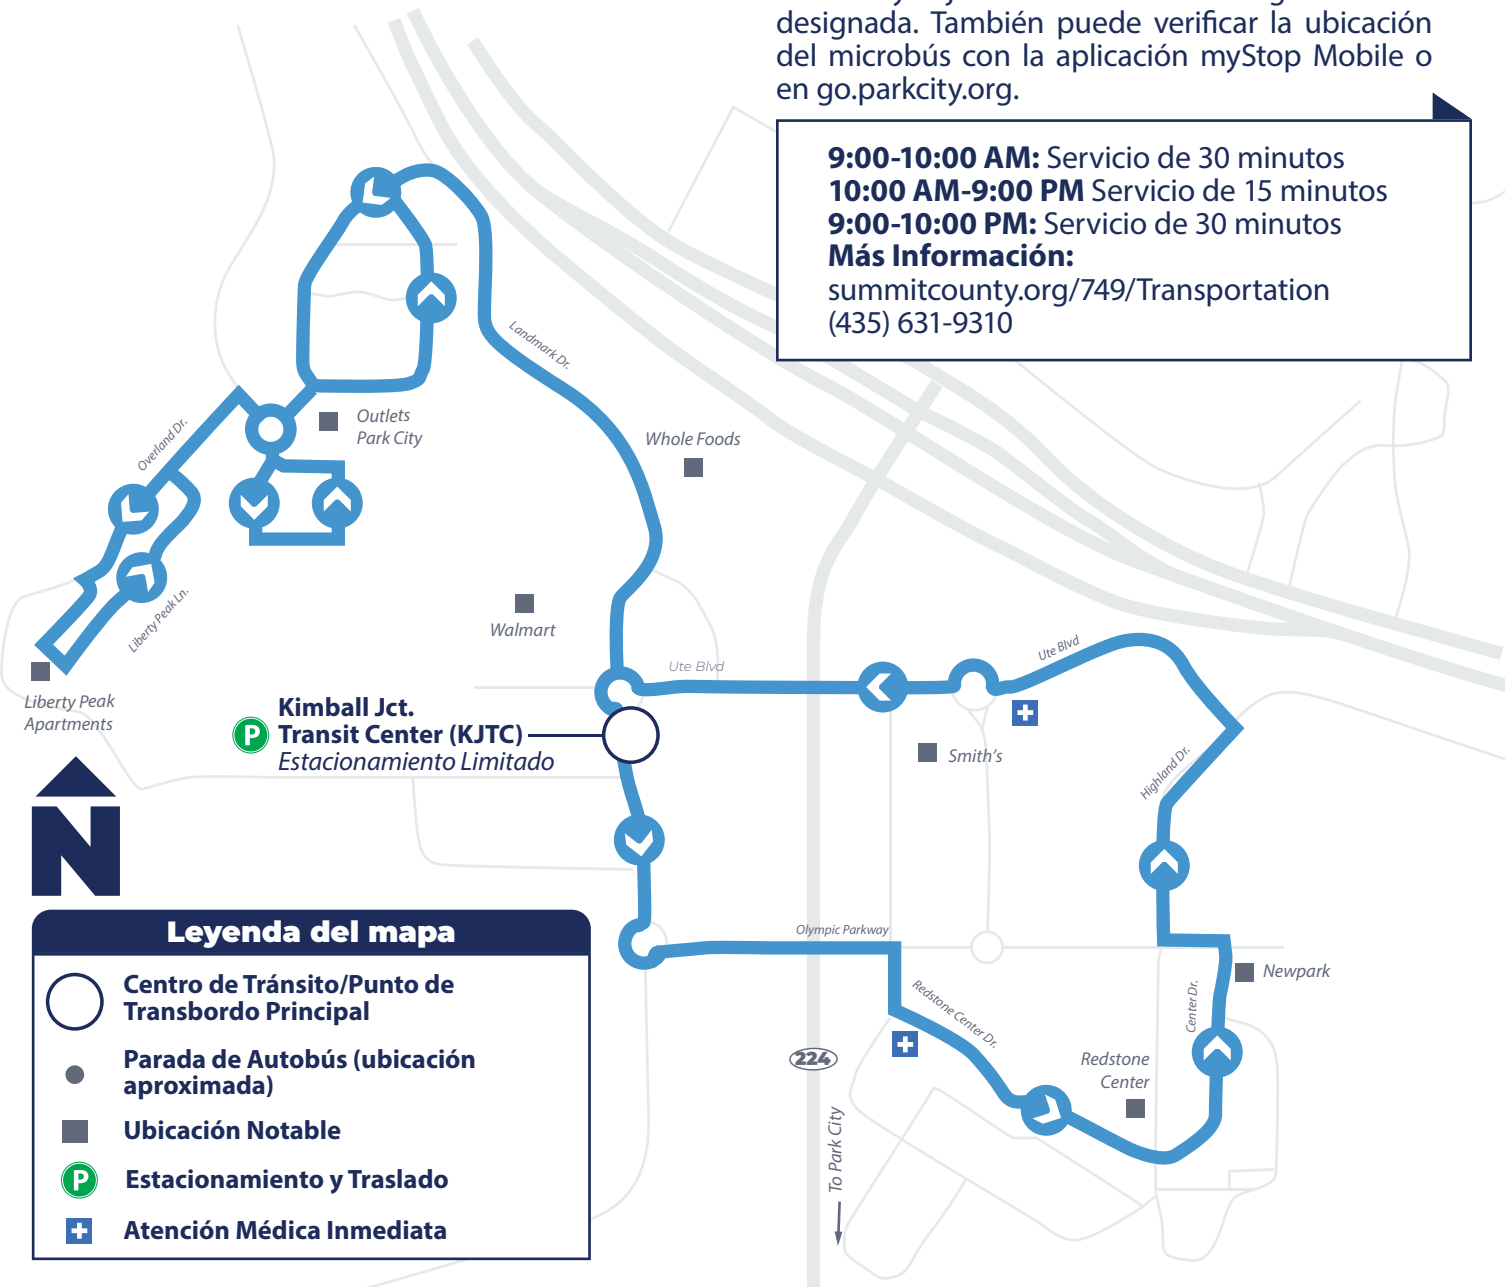 designada. También puede verificar la ubicación
del microbús con la aplicación myStop Mobile o
en go.parkcity.org.
9:00-10:00 AM: Servicio de 30 minutos
10:00 AM-9:00 PM Servicio de 15 minutos
9:00-10:00 PM: Servicio de 30 minutos
Más Información:
summitcounty.org/749/Transportation
(435) 631-9310
Landmark Dr.
Outlets
Park City
Overland Dr.
Whole Foods
Liberty Peak Ln.
Walmart
Ute Blvd
Ute Blvd
Liberty Peak
Apartments
Kimball Jct.
P
Transit Center (KJTC)
Estacionamiento Limitado
Smith's
Highland Dr.
N
Olympic Parkway
Newpark
Redstone Center Dr.
Center Dr.
224
Redstone
Center
To Park City
Leyenda del mapa
Centro de Tránsito/Punto de
Transbordo Principal
Parada de Autobús (ubicación
aproximada)
Ubicación Notable
P
Estacionamiento y Traslado
Atención Médica Inmediata